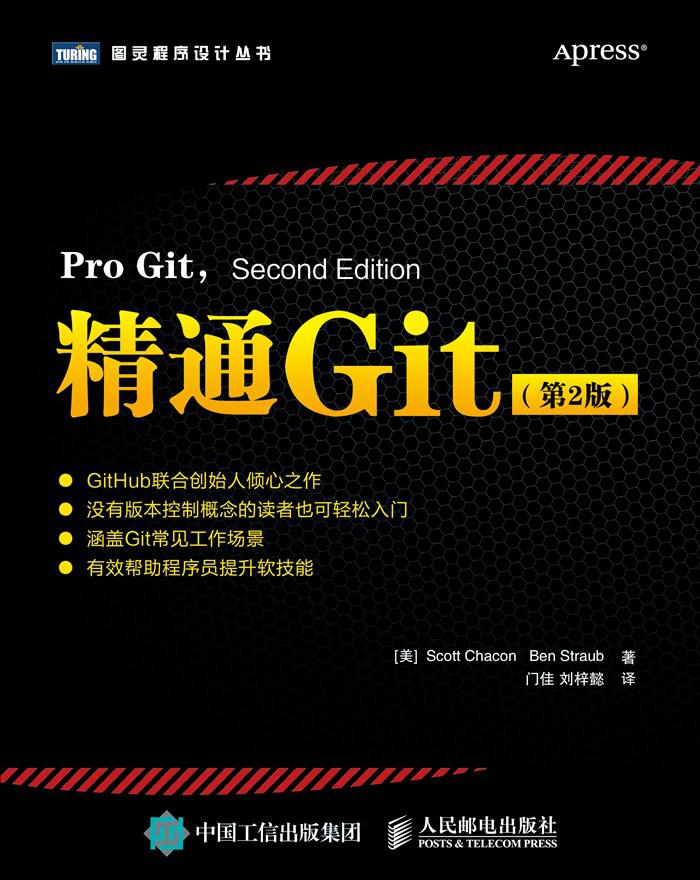 TURING 图灵程序设计丛书 Apress®
Pro Git, Second Edition
精通Git(第2版)
● GitHub联合创始人倾心之作
● 没有版本控制概念的读者也可轻松入门
● 涵盖Git常见工作场景
● 有效帮助程序员提升软技能
[美] Scott Chacon Ben Straub 著
门佳 刘梓懿 译
中国工信出版集团 人民邮电出版社
POSTS & TELECOM PRESS